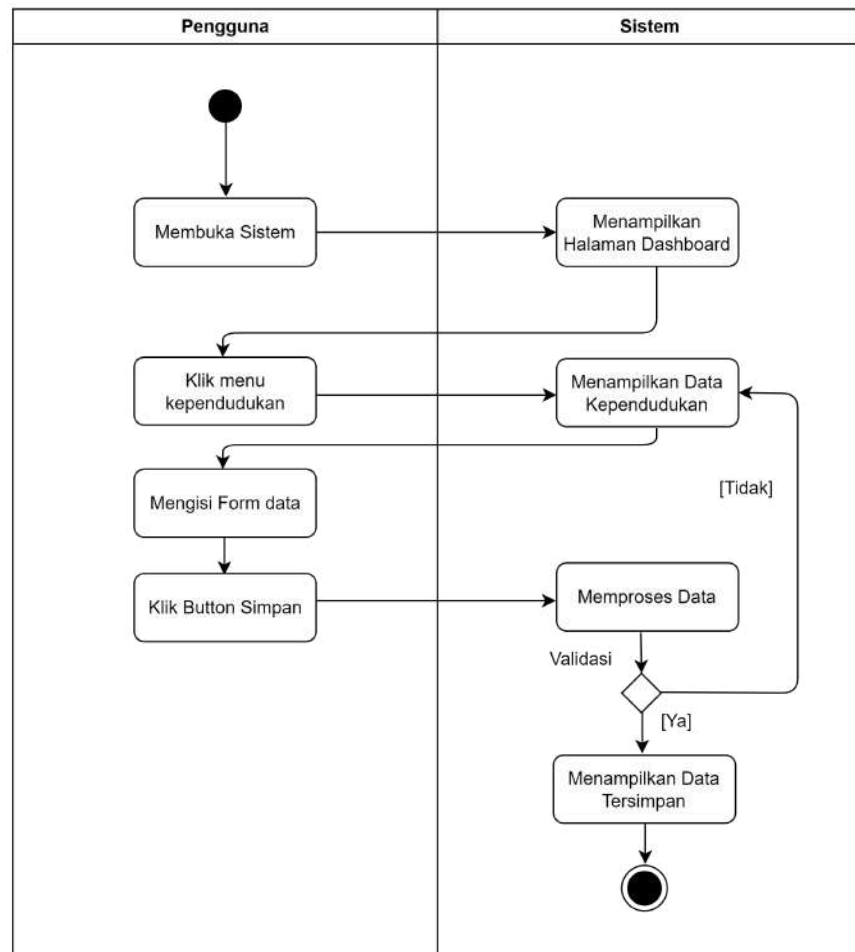 Pengguna
Sistem
Membuka Sistem
Menampilkan
Halaman Dashboard
Klik menu
kependudukan
Menampilkan Data
Kependudukan
Mengisi Form data
[Tidak]
Klik Button Simpan
Memproses Data
Validasi
[Ya]
Menampilkan Data
Tersimpan